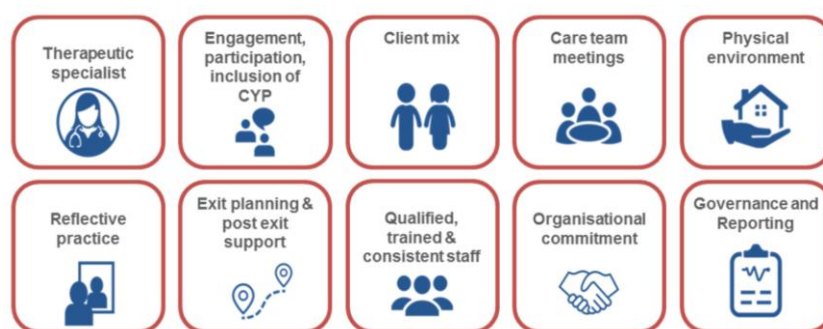 Therapeutic
specialist
Engagement,
participation,
inclusion of
CYP
Client mix
Care team
meetings
Physical
environment
Reflective
practice
Exit planning &
post exit
support
Qualified,
trained &
consistent staff
Organisational
commitment
Governance and
Reporting